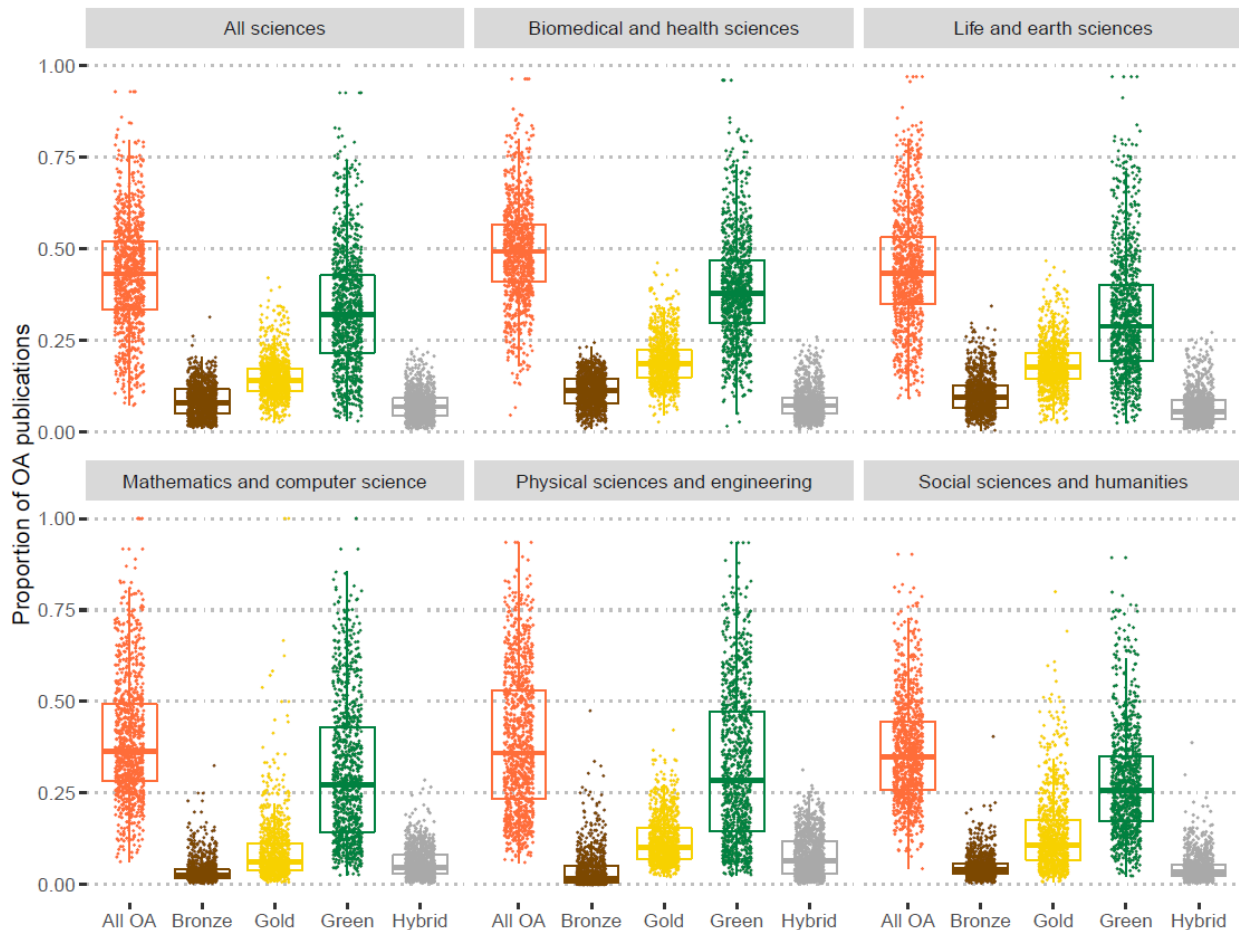 All sciences
Biomedical and health sciences
Life and earth sciences
1.00
0.75
0.50
0.25
0.00
Mathematics and computer science
Physical sciences and engineering
Social sciences and humanities
1.00
0.75
0.50
0.25
0.00
Proportion of OA publications
All OA Bronze Gold Green Hybrid
All OA Bronze Gold Green Hybrid
All OA Bronze Gold Green Hybrid